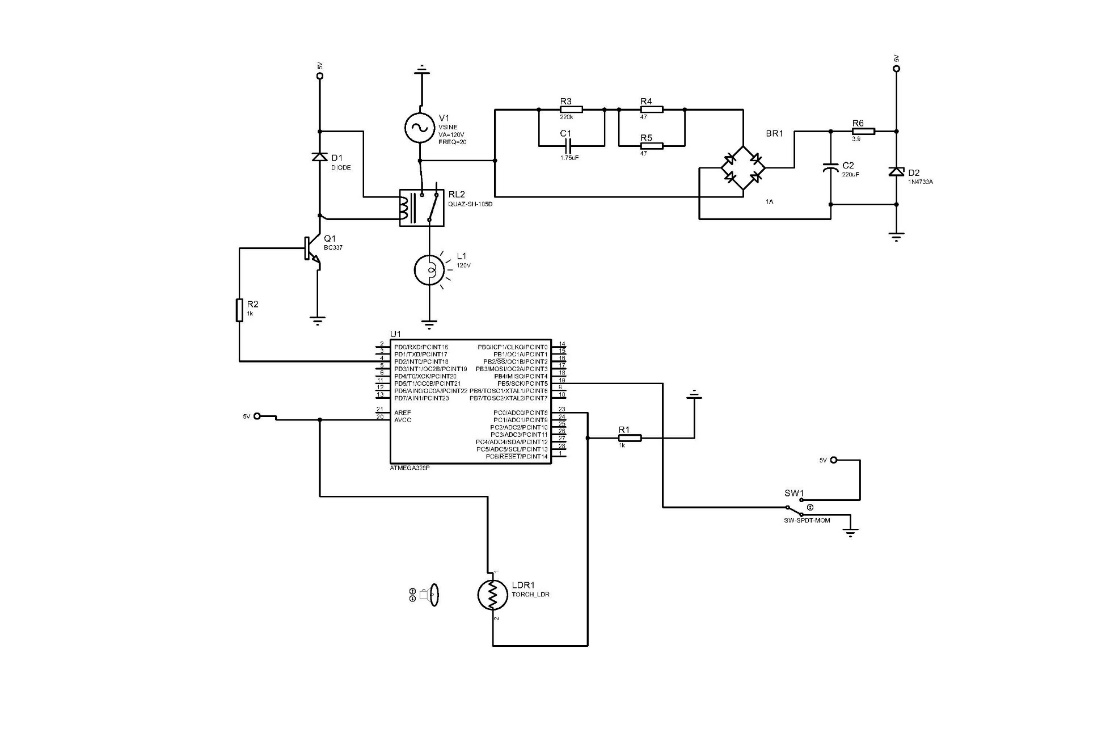 5V
5V
V1
VSINE
VA=120V
FREQ=20
R3
220k
C1
1.75uF
R4
47
R5
47
BR1
1A
R6
3.9
C2
220uF
D2
1N4733A
D1
DIODE
RL2
QUAZ-SH-105D
Q1
BC337
L1
120V
R2
1k
U1
2 PD0/RXD/PCINT16
3 PD1/TXD/PCINT17
4 PD2/INT0/PCINT18
5 PD3/INT1/OC2B/PCINT19
6 PD4/T0/XCK/PCINT20
11 PD5/T1/OC0B/PCINT21
12 PD6/AIN0/OC0A/PCINT22
13 PD7/AIN1/PCINT23
21 AREF
20 AVCC
PB0/ICP1/CLKO/PCINT0 14
PB1/OC1A/PCINT1 15
PB2/SS/OC1B/PCINT2 16
PB3/MOSI/OC2A/PCINT3 17
PB4/MISO/PCINT4 18
PB5/SCK/PCINT5 19
PB6/TOSC1/XTAL1/PCINT6 9
PB7/TOSC2/XTAL2/PCINT7 10
PC0/ADC0/PCINT8 23
PC1/ADC1/PCINT9 24
PC2/ADC2/PCINT10 25
PC3/ADC3/PCINT11 26
PC4/ADC4/SDA/PCINT12 27
PC5/ADC5/SCL/PCINT13 28
PC6/RESET/PCINT14 1
ATMEGA328P
5V
R1
1k
5V
SW1
SW-SPDT-MOM
LDR1
TORCH_LDR
1
2